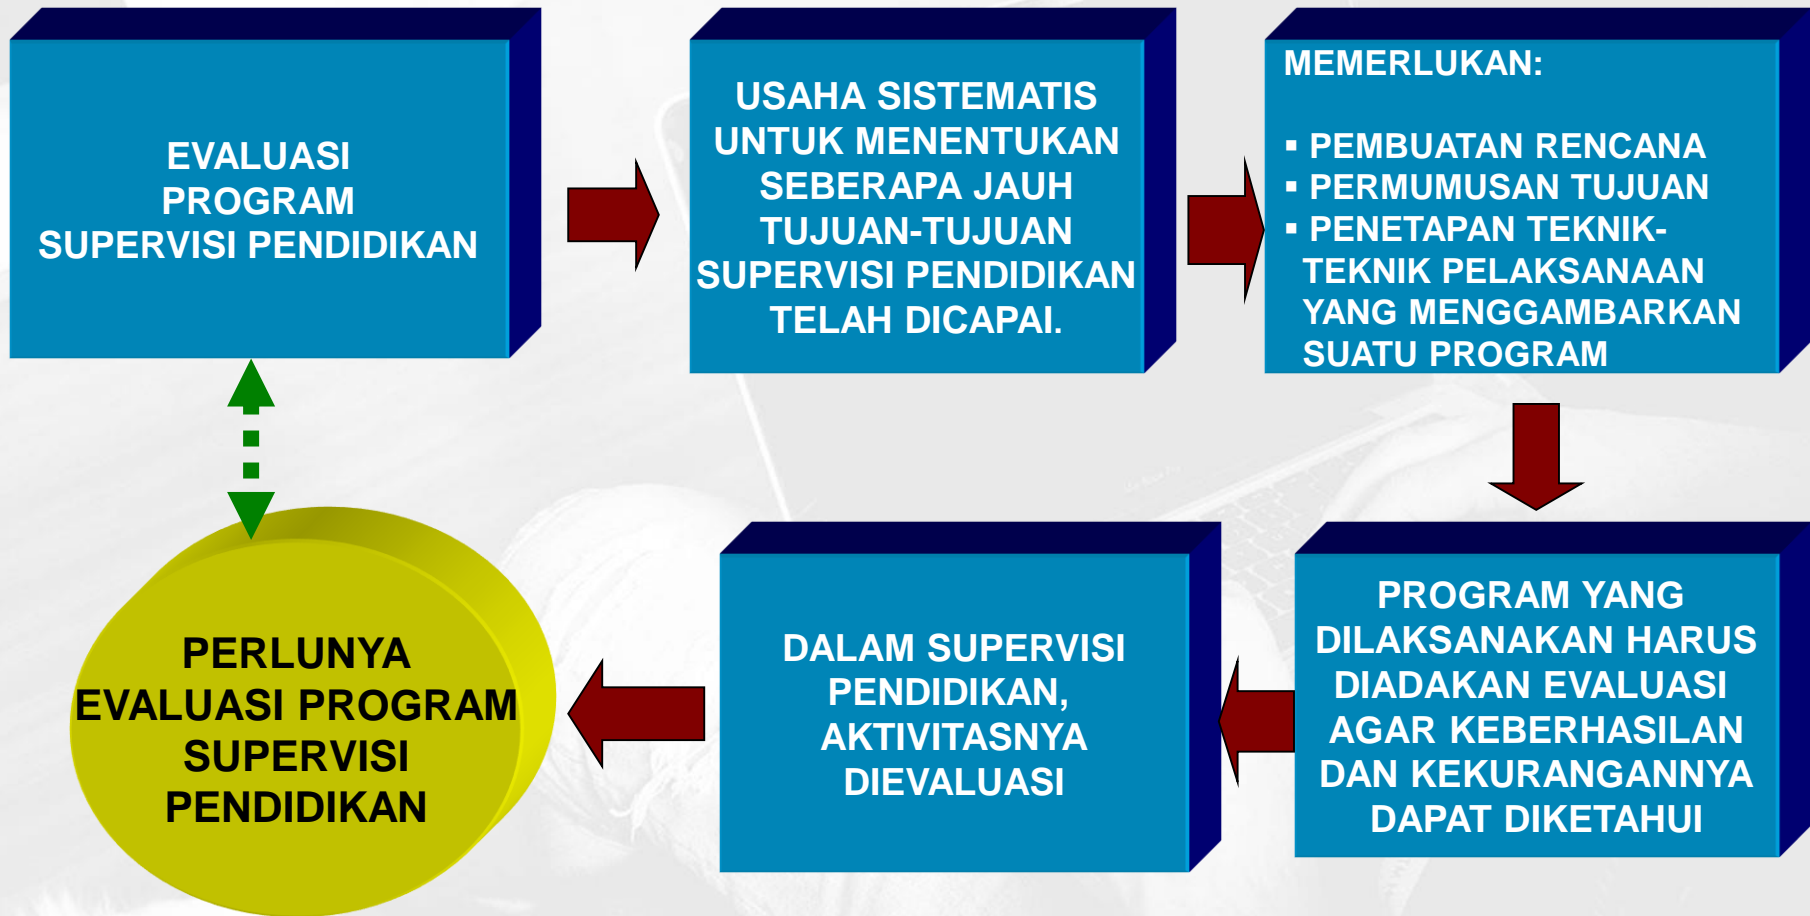 EVALUASI
PROGRAM
SUPERVISI PENDIDIKAN
USAHA SISTEMATIS
UNTUK MENENTUKAN
SEBERAPA JAUH
TUJUAN-TUJUAN
SUPERVISI PENDIDIKAN
TELAH DICAPAI.
MEMERLUKAN:
▪ PEMBUATAN RENCANA
▪ PERMUMUSAN TUJUAN
▪ PENETAPAN TEKNIK-
TEKNIK PELAKSANAAN
YANG MENGGAMBARKAN
SUATU PROGRAM
PROGRAM YANG
DILAKSANAKAN HARUS
DIADAKAN EVALUASI
AGAR KEBERHASILAN
DAN KEKURANGANNYA
DAPAT DIKETAHUI
DALAM SUPERVISI
PENDIDIKAN,
AKTIVITASNYA
DIEVALUASI
PERLUNYA
EVALUASI PROGRAM
SUPERVISI
PENDIDIKAN